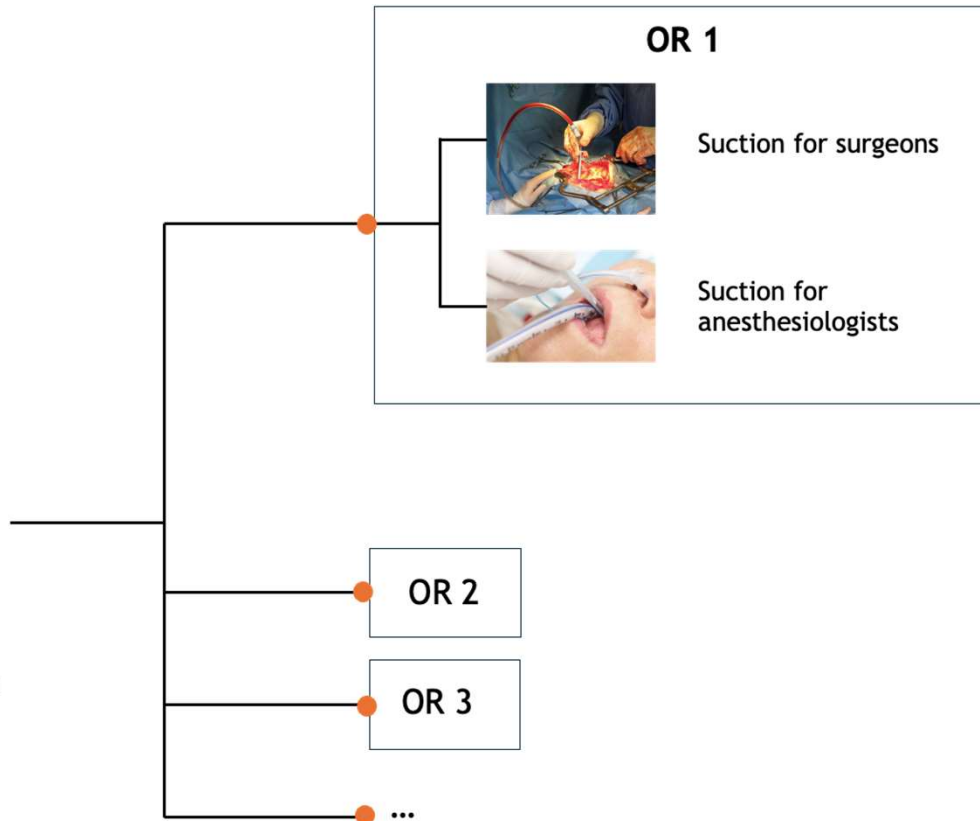 OR 1
Suction for surgeons
Suction for
anesthesiologists
OR 2
OR 3
...